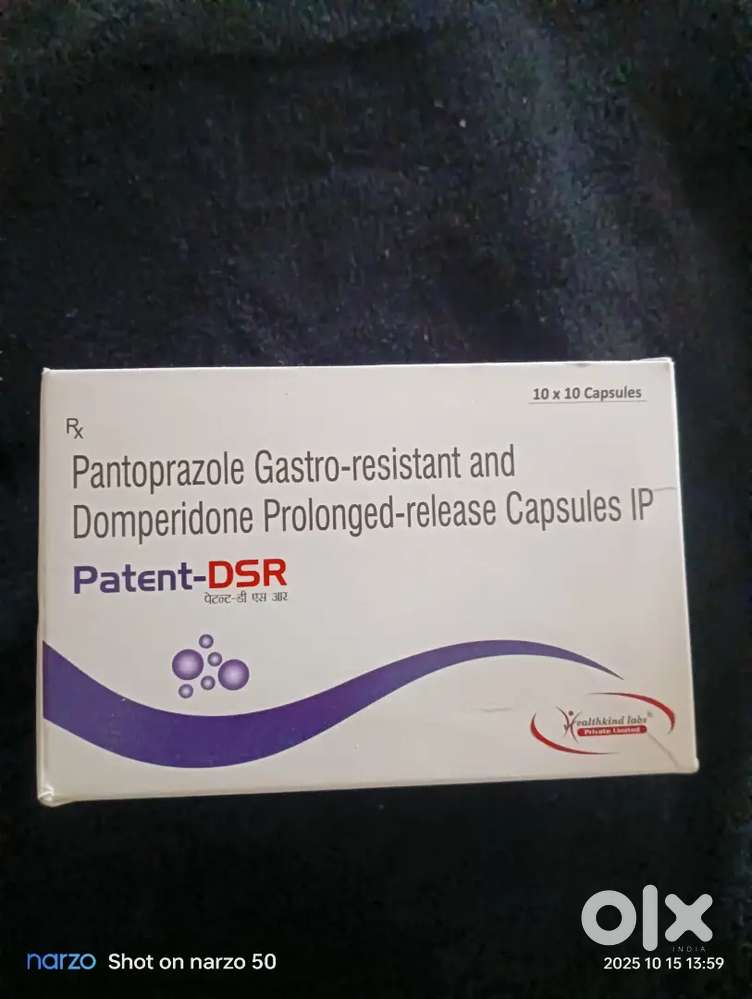 10 x 10 Capsules
Rx
Pantoprazole Gastro-resistant and
Domperidone Prolonged-release Capsules IP
Patent-DSR
पेटन्ट-डी एस आर
Healthkind labs
Private Limited
olx
INDIA
narzo Shot on narzo 50
2025 10 15 13:59